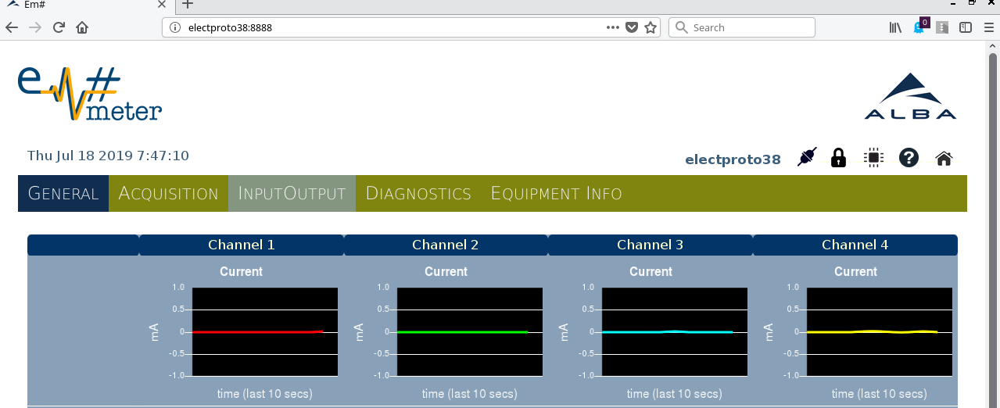 Em#
electproto38:8888
Search
0
em#
meter
ALBA
Thu Jul 18 2019 7:47:10
electproto38
GENERAL ACQUISITION INPUTOUTPUT DIAGNOSTICS EQUIPMENT INFO
Channel 1 Channel 2 Channel 3 Channel 4
Current Current Current Current
1.0 1.0 1.0 1.0
0.5 0.5 0.5 0.5
mA mA mA mA
0 0 0 0
-0.5 -0.5 -0.5 -0.5
-1.0 -1.0 -1.0 -1.0
time (last 10 secs) time (last 10 secs) time (last 10 secs) time (last 10 secs)